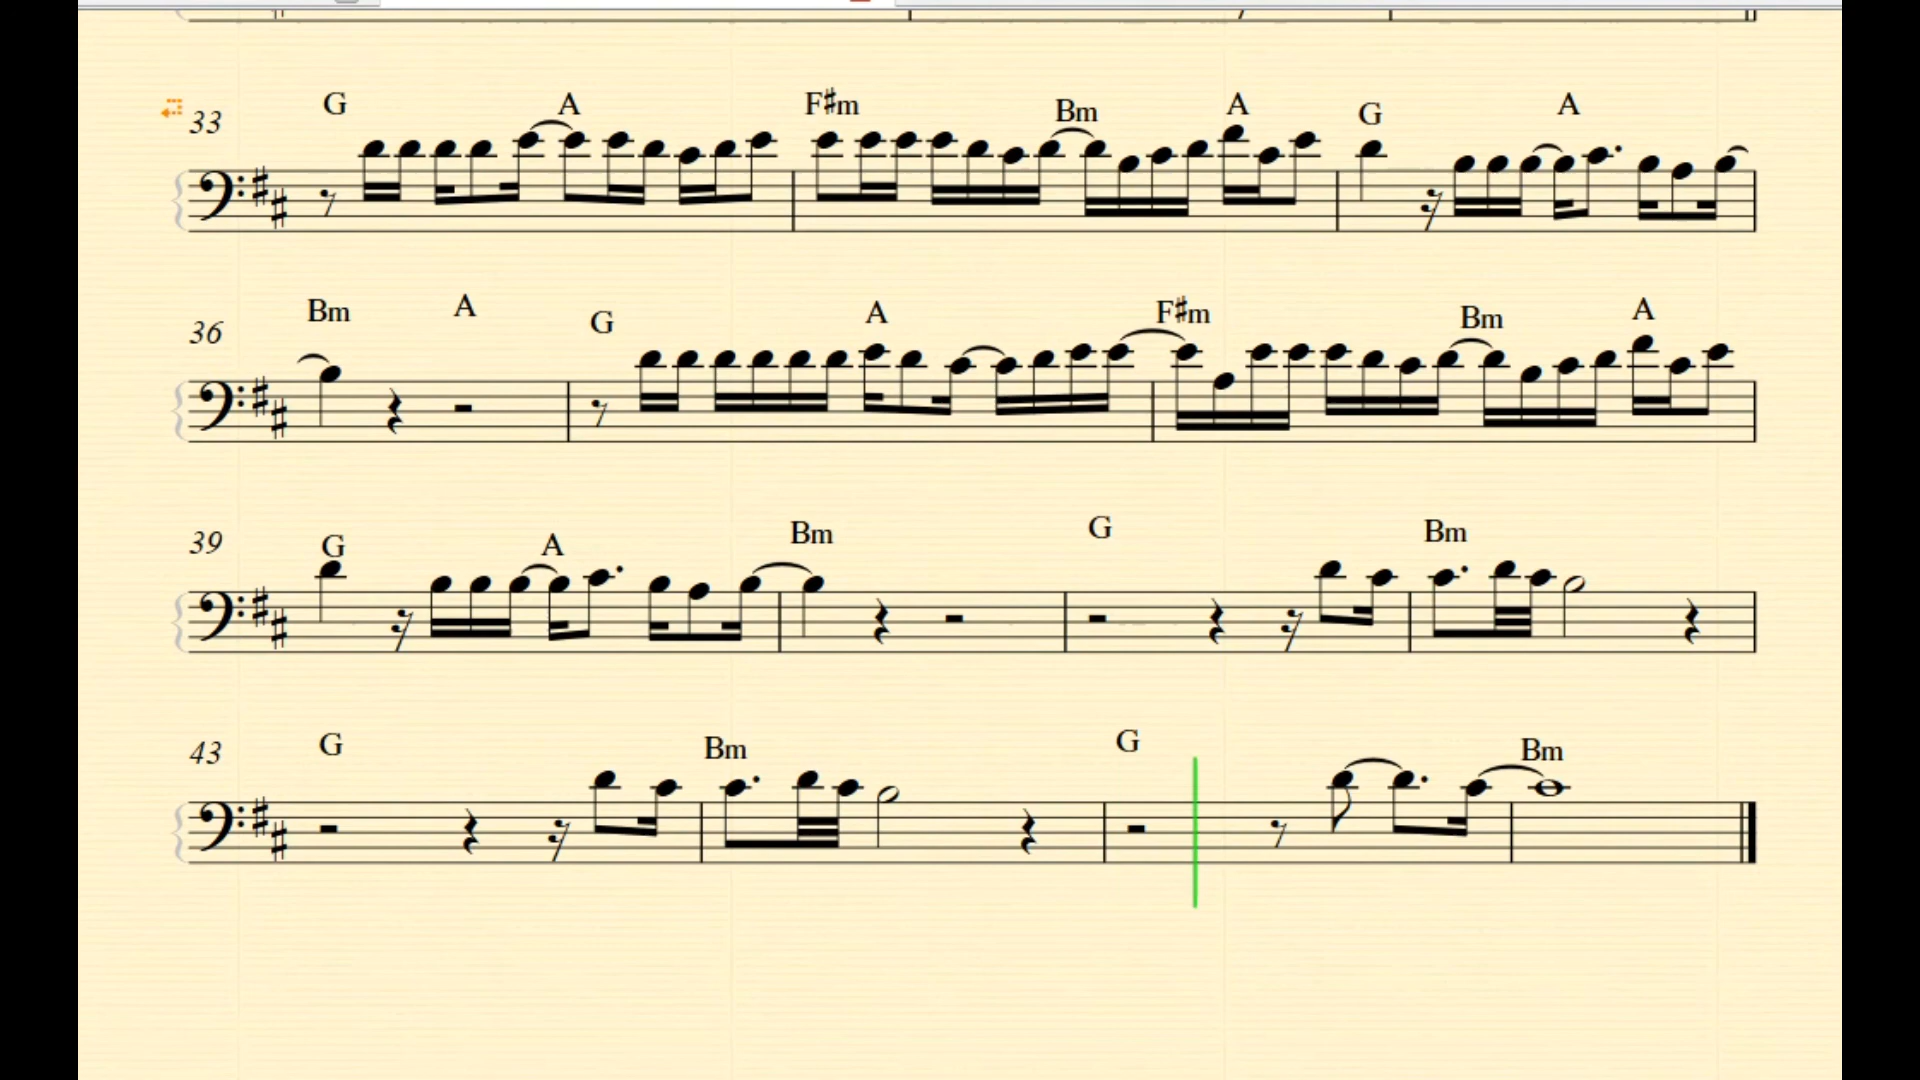 G A F♯m Bm A G A
33
Bm A G A F♯m Bm A
36
G A Bm G Bm
39
G Bm G Bm
43